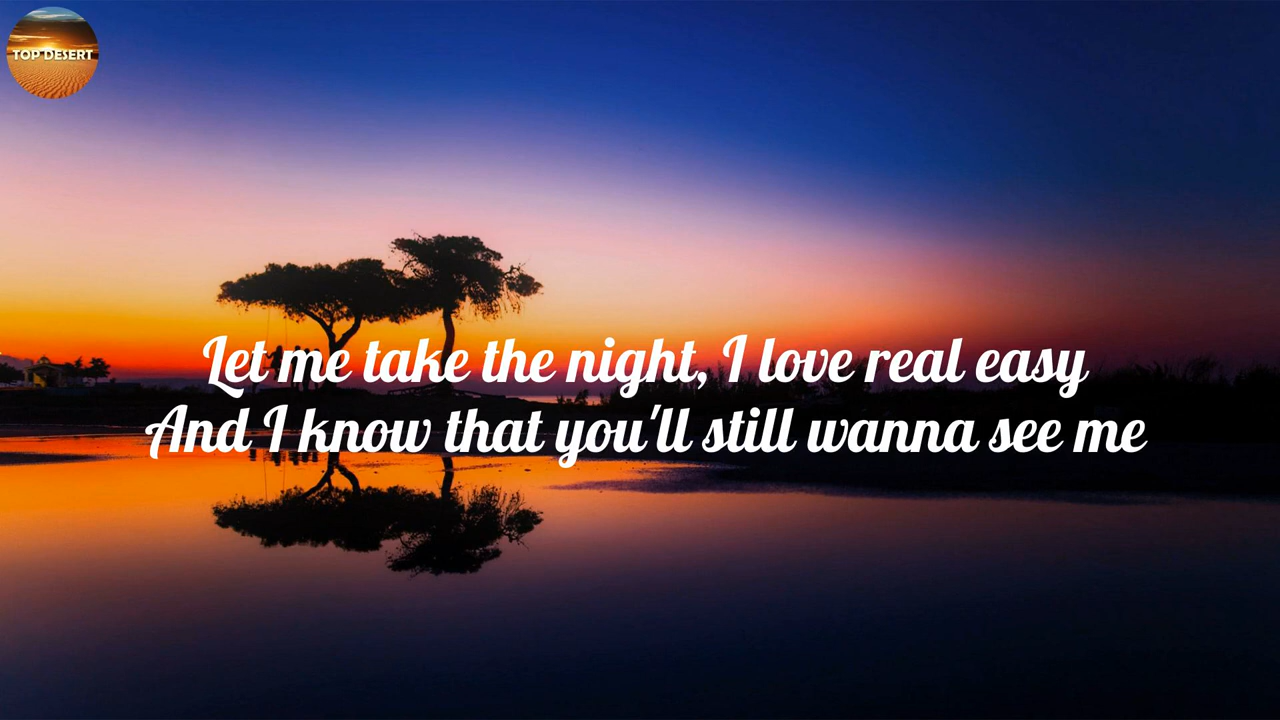 TOP DESERT
Let me take the night, I love real easy
And I know that you'll still wanna see me